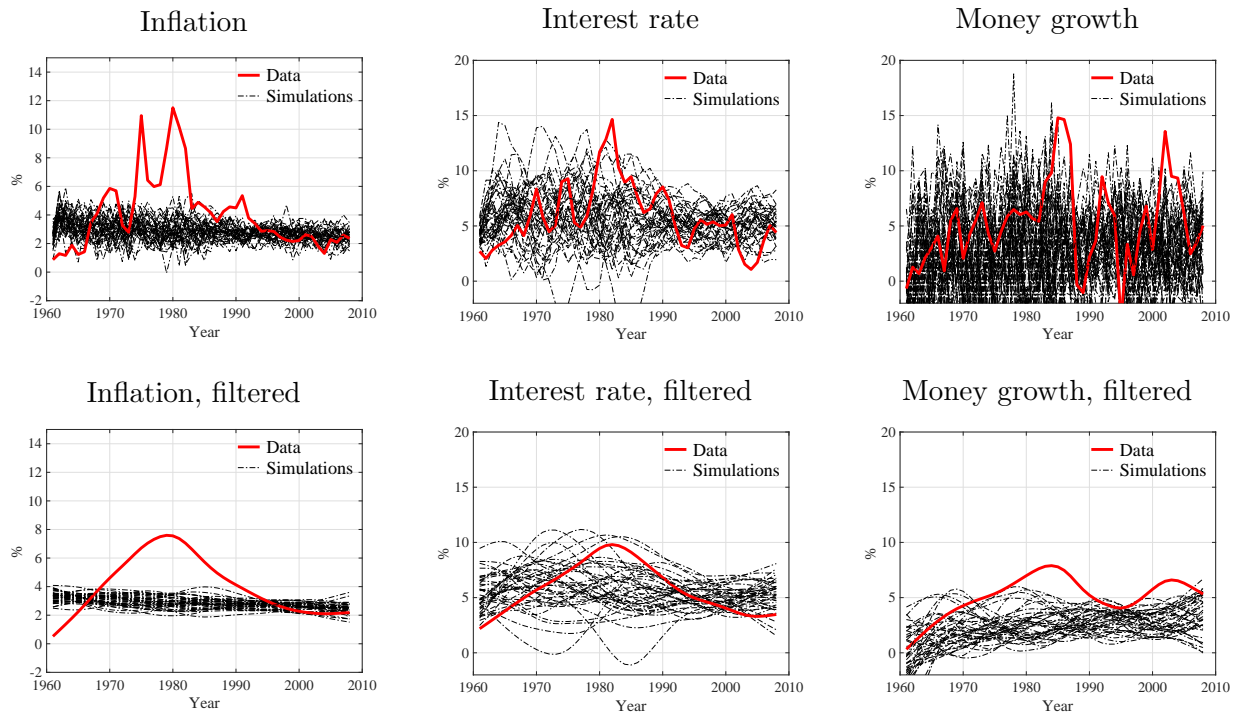 Inflation
Interest rate
Money growth
14
12
10
8
6
4
2
0
-2
%
Data
Simulations
1960 1970 1980 1990 2000 2010
Year
20
15
10
5
0
%
Data
Simulations
1960 1970 1980 1990 2000 2010
Year
20
15
10
5
0
%
Data
Simulations
1960 1970 1980 1990 2000 2010
Year
Inflation, filtered
Interest rate, filtered
Money growth, filtered
14
12
10
8
6
4
2
0
-2
%
Data
Simulations
1960 1970 1980 1990 2000 2010
Year
20
15
10
5
0
%
Data
Simulations
1960 1970 1980 1990 2000 2010
Year
20
15
10
5
0
%
Data
Simulations
1960 1970 1980 1990 2000 2010
Year